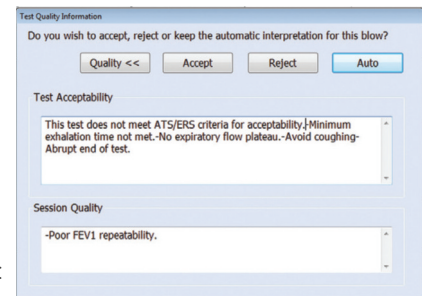 Test Quality Information
Do you wish to accept, reject or keep the automatic interpretation for this blow?
Quality << Accept Reject Auto
Test Acceptability
This test does not meet ATS/ERS criteria for acceptability.-Minimum
exhalation time not met.-No expiratory flow plateau.-Avoid coughing-
Abrupt end of test.
Session Quality
-Poor FEV1 repeatability.